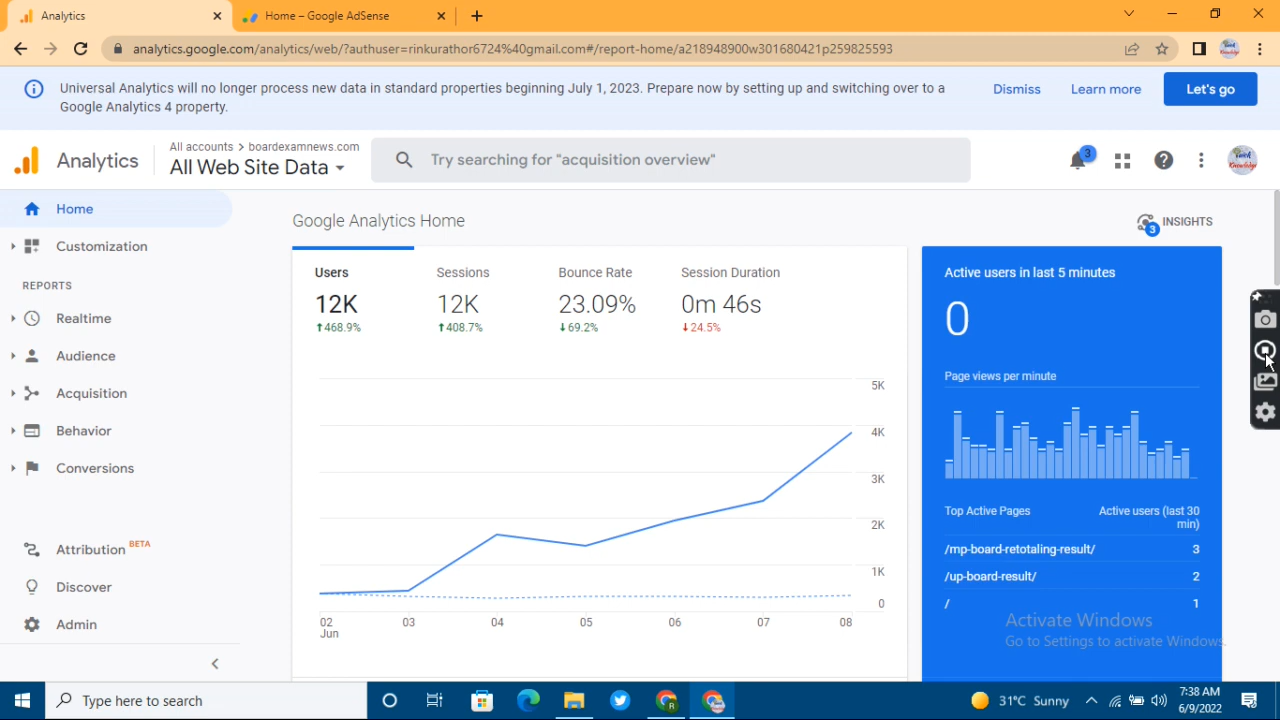 Analytics
Home – Google AdSense
analytics.google.com/analytics/web/?authuser=rinkurathor6724%40gmail.com#/report-home/a218948900w301680421p259825593
Universal Analytics will no longer process new data in standard properties beginning July 1, 2023. Prepare now by setting up and switching over to a
Google Analytics 4 property.
Dismiss
Learn more
Let's go
Analytics
All accounts > boardexamnews.com
All Web Site Data
Try searching for "acquisition overview"
3
Home
Customization
REPORTS
Realtime
Audience
Acquisition
Behavior
Conversions
Attribution BETA
Discover
Admin
Google Analytics Home
3 INSIGHTS
Users
12K
468.9%
Sessions
12K
408.7%
Bounce Rate
23.09%
69.2%
Session Duration
0m 46s
24.5%
5K
4K
3K
2K
1K
0
02 03 04 05 06 07 08
Jun
Active users in last 5 minutes
0
Page views per minute
Top Active Pages
Active users (last 30
min)
/mp-board-retotaling-result/ 3
/up-board-result/ 2
/ 1
Activate Windows
Go to Settings to activate Windows.
Type here to search
R
31°C Sunny
7:38 AM
6/9/2022